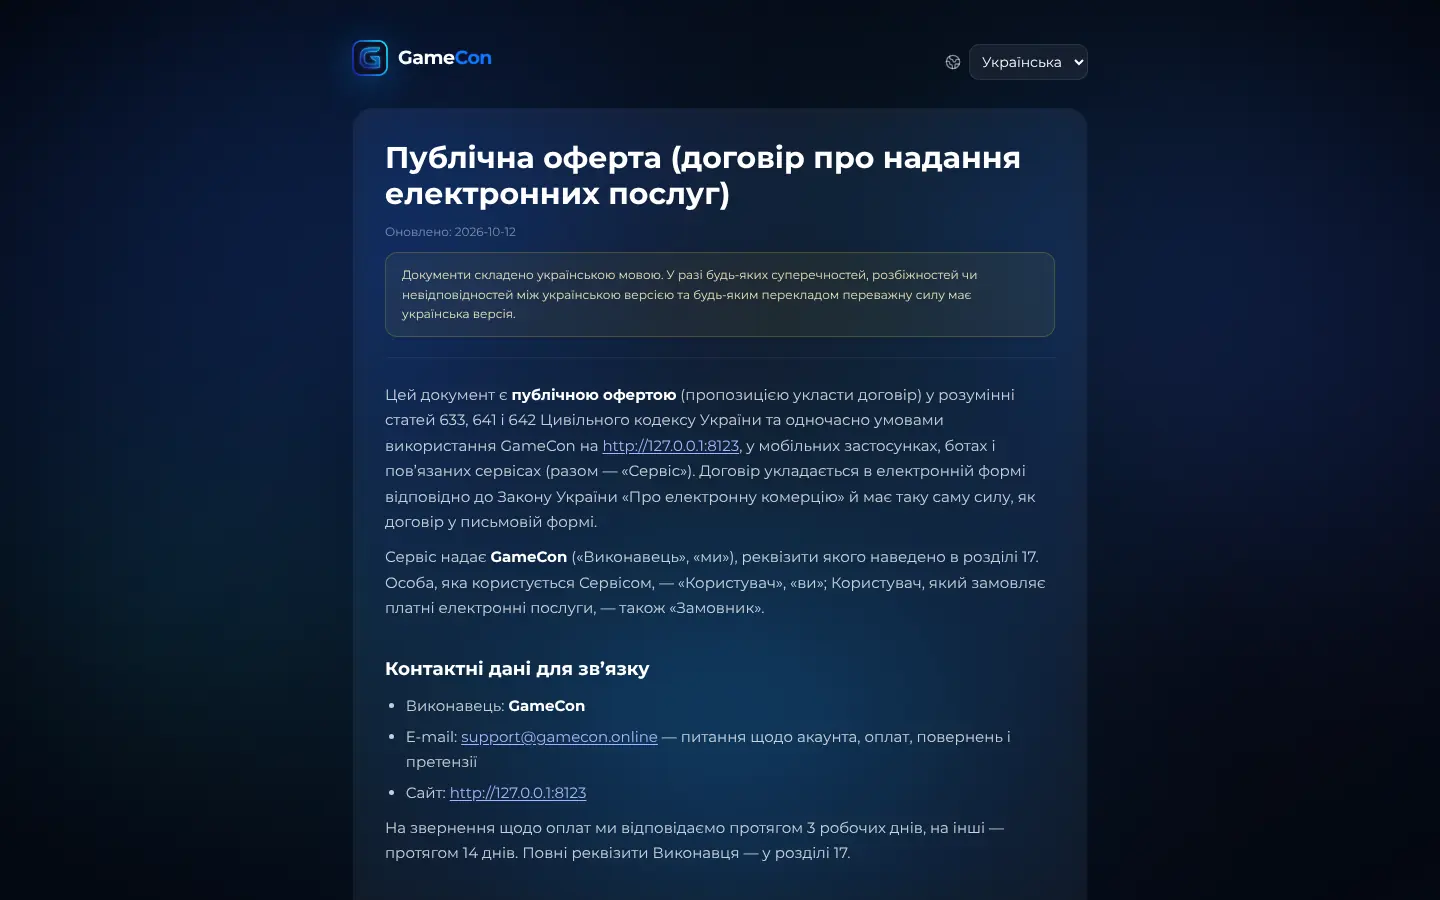 GameCon
Українська
Публічна оферта (договір про надання
електронних послуг)
Оновлено: 2026-10-12
Документи складено українською мовою. У разі будь-яких суперечностей, розбіжностей чи
невідповідностей між українською версією та будь-яким перекладом переважну силу має
українська версія.
Цей документ є публічною офертою (пропозицією укласти договір) у розумінні
статей 633, 641 і 642 Цивільного кодексу України та одночасно умовами
використання GameCon на http://127.0.0.1:8123, у мобільних застосунках, ботах і
пов’язаних сервісах (разом — «Сервіс»). Договір укладається в електронній формі
відповідно до Закону України «Про електронну комерцію» й має таку саму силу, як
договір у письмовій формі.
Сервіс надає GameCon («Виконавець», «ми»), реквізити якого наведено в розділі 17.
Особа, яка користується Сервісом, — «Користувач», «ви»; Користувач, який замовляє
платні електронні послуги, — також «Замовник».
Контактні дані для зв’язку
• Виконавець: GameCon
• E-mail: support@gamecon.online — питання щодо акаунта, оплат, повернень і
претензії
• Сайт: http://127.0.0.1:8123
На звернення щодо оплат ми відповідаємо протягом 3 робочих днів, на інші —
протягом 14 днів. Повні реквізити Виконавця — у розділі 17.